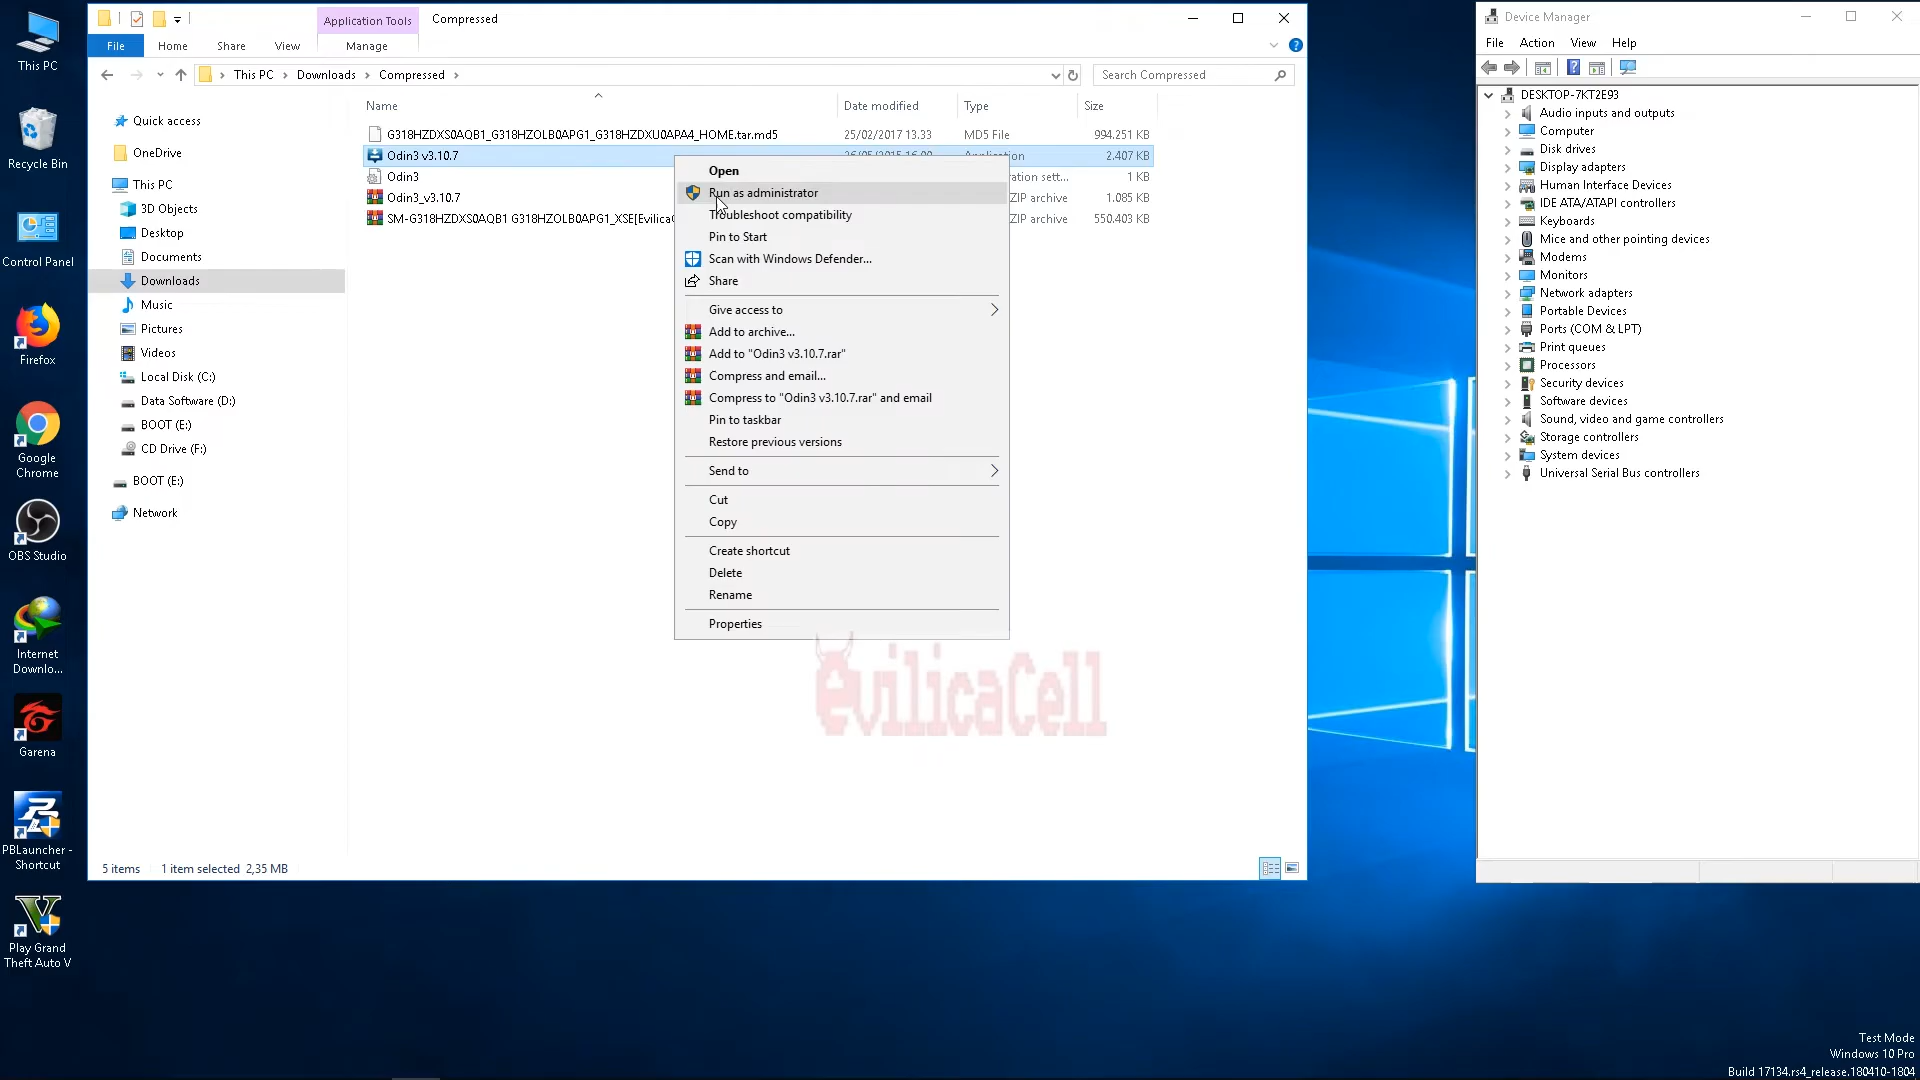 Application Tools
Compressed
File
Home
Share
View
Manage
This PC
Downloads
Compressed
Search Compressed
Name
Date modified
Type
Size
G318HZDXS0AQB1_G318HZOLB0APG1_G318HZDXU0APA4_HOME.tar.md5
25/02/2017 13.33
MD5 File
994.251 KB
Odin3 v3.10.7
2.407 KB
Odin3
ration sett...
1 KB
Odin3_v3.10.7
ZIP archive
1.085 KB
SM-G318HZDXS0AQB1 G318HZOLB0APG1_XSE[Evilica
ZIP archive
550.403 KB
Quick access
OneDrive
This PC
3D Objects
Desktop
Documents
Downloads
Music
Pictures
Videos
Local Disk (C:)
Data Software (D:)
BOOT (E:)
CD Drive (F:)
BOOT (E:)
Network
Open
Run as administrator
Troubleshoot compatibility
Pin to Start
Scan with Windows Defender...
Share
Give access to
Add to archive...
Add to "Odin3 v3.10.7.rar"
Compress and email...
Compress to "Odin3 v3.10.7.rar" and email
Pin to taskbar
Restore previous versions
Send to
Cut
Copy
Create shortcut
Delete
Rename
Properties
evilicaCell
5 items
1 item selected 2,35 MB
This PC
Recycle Bin
Control Panel
Firefox
Google
Chrome
OBS Studio
Internet
Downlo...
Garena
PBLauncher -
Shortcut
Play Grand
Theft Auto V
Device Manager
File
Action
View
Help
DESKTOP-7KT2E93
Audio inputs and outputs
Computer
Disk drives
Display adapters
Human Interface Devices
IDE ATA/ATAPI controllers
Keyboards
Mice and other pointing devices
Modems
Monitors
Network adapters
Portable Devices
Ports (COM & LPT)
Print queues
Processors
Security devices
Software devices
Sound, video and game controllers
Storage controllers
System devices
Universal Serial Bus controllers
Test Mode
Windows 10 Pro
Build 17134.rs4_release.180410-1804